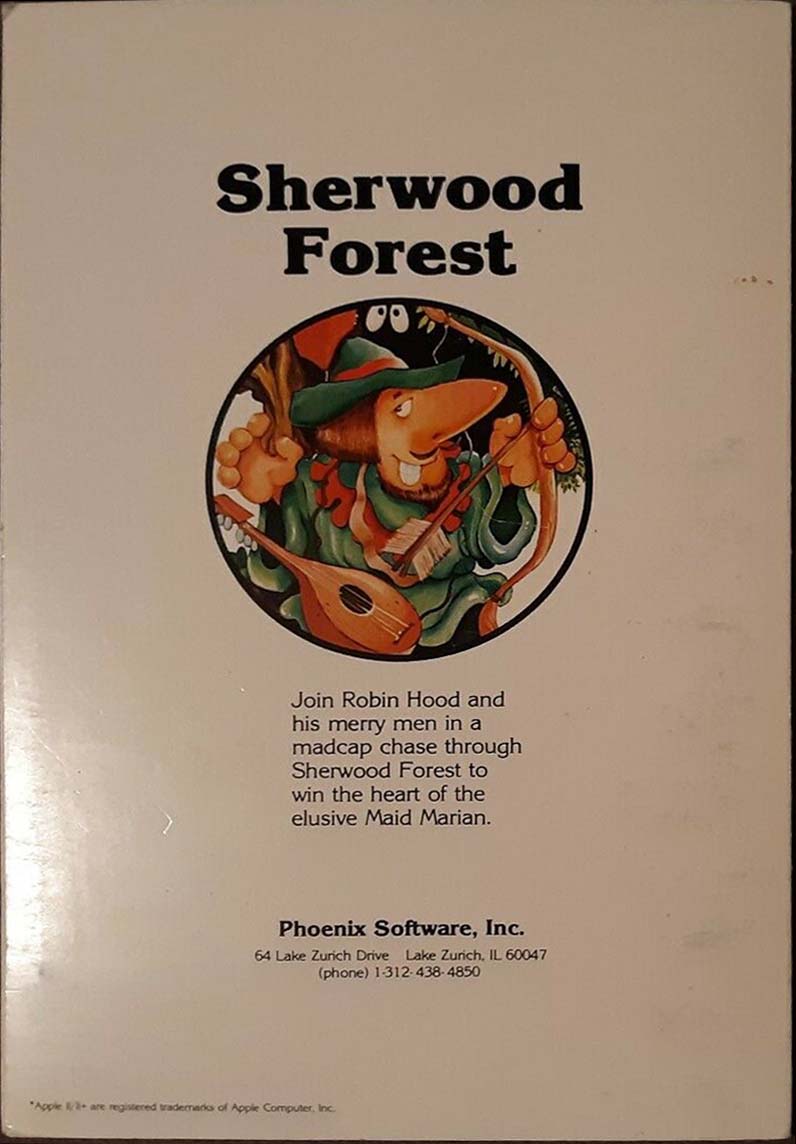 Sherwood
Forest
Join Robin Hood and
his merry men in a
madcap chase through
Sherwood Forest to
win the heart of the
elusive Maid Marian.
Phoenix Software, Inc.
64 Lake Zurich Drive Lake Zurich, IL 60047
(phone) 1-312-438-4850
*Apple II/II+ are registered trademarks of Apple Computer, Inc.